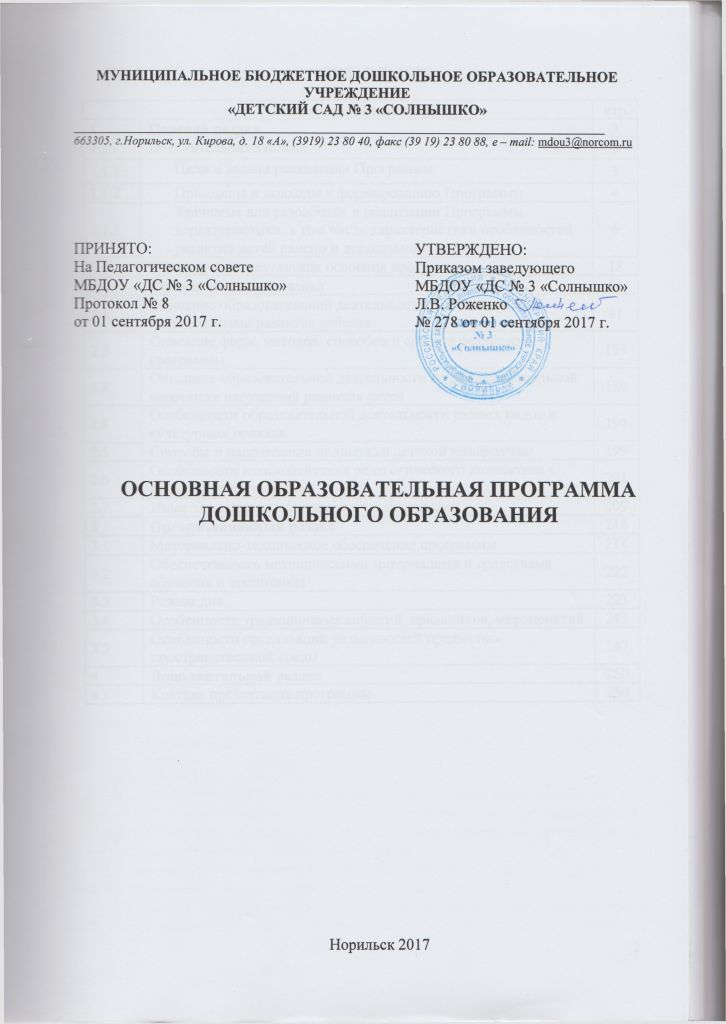 МУНИЦИПАЛЬНОЕ БЮДЖЕТНОЕ ДОШКОЛЬНОЕ ОБРАЗОВАТЕЛЬНОЕ
УЧРЕЖДЕНИЕ
«ДЕТСКИЙ САД № 3 «СОЛНЫШКО»
663305, г.Норильск, ул. Кирова, д. 18 «А», (3919) 23 80 40, факс (39 19) 23 80 88, e – mail: mdou3@norcom.ru
ПРИНЯТО:
На Педагогическом совете
МБДОУ «ДС № 3 «Солнышко»
Протокол № 8
от 01 сентября 2017 г.
УТВЕРЖДЕНО:
Приказом заведующего
МБДОУ «ДС № 3 «Солнышко»
Л.В. Роженко
№ 278 от 01 сентября 2017 г.
№ 3
«Солнышко»
ОСНОВНАЯ ОБРАЗОВАТЕЛЬНАЯ ПРОГРАММА
ДОШКОЛЬНОГО ОБРАЗОВАНИЯ
Норильск 2017